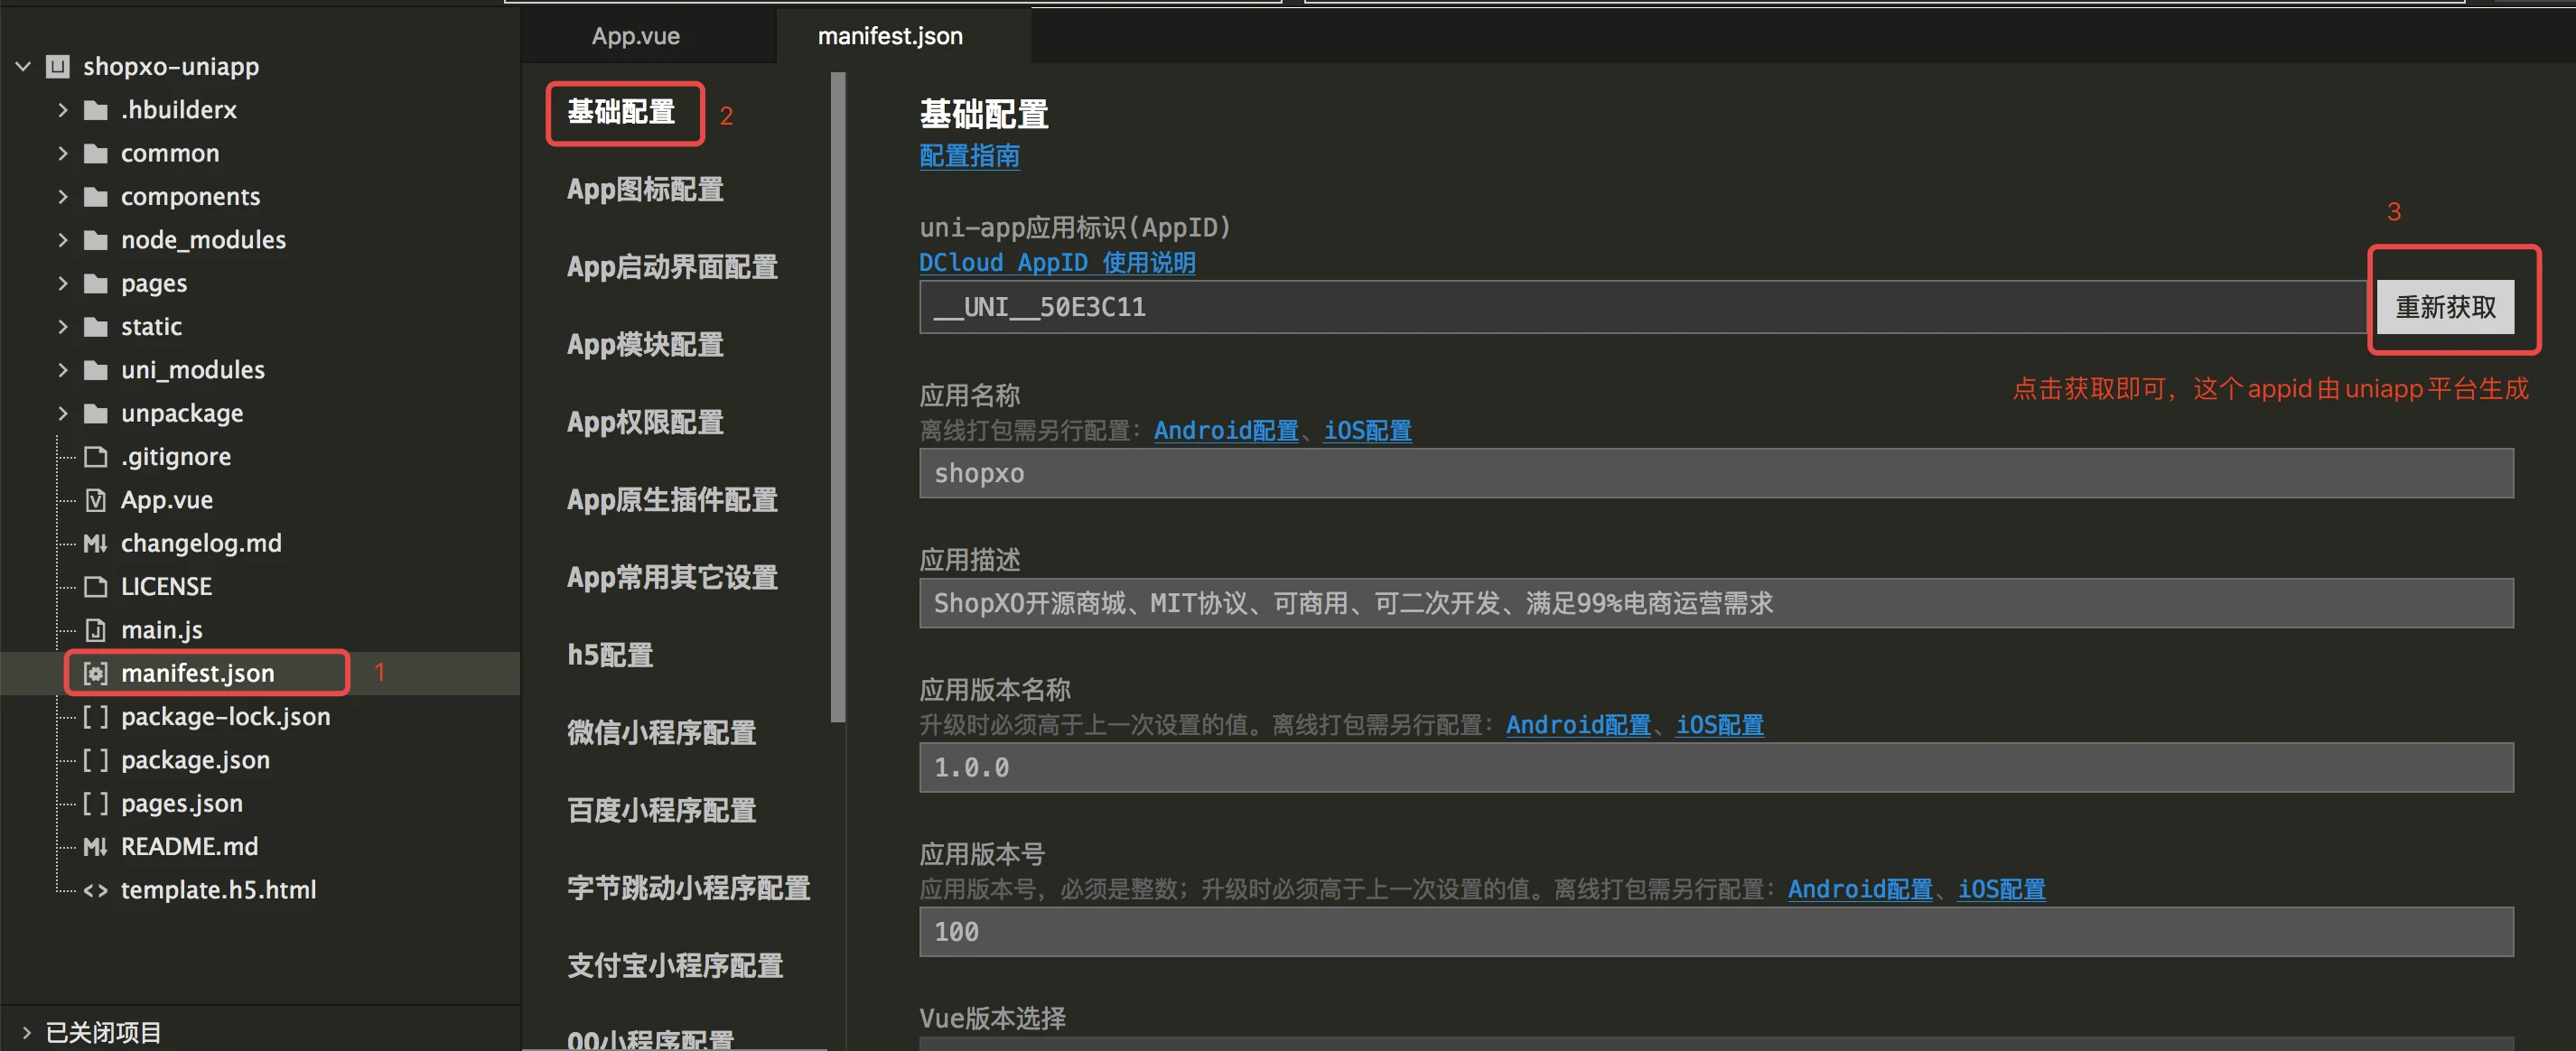 App.vue
manifest.json
shopxo-uniapp
.hbuilderx
common
components
node_modules
pages
static
uni_modules
unpackage
.gitignore
App.vue
changelog.md
LICENSE
main.js
manifest.json
1
package-lock.json
package.json
pages.json
README.md
template.h5.html
已关闭项目
基础配置
2
App图标配置
App启动界面配置
App模块配置
App权限配置
App原生插件配置
App常用其它设置
h5配置
微信小程序配置
百度小程序配置
字节跳动小程序配置
支付宝小程序配置
QQ小程序配置
基础配置
配置指南
uni-app应用标识(AppID)
DCloud AppID 使用说明
__UNI__50E3C11
3
重新获取
点击获取即可，这个appid由uniapp平台生成
应用名称
离线打包需另行配置：Android配置、iOS配置
shopxo
应用描述
ShopXO开源商城、MIT协议、可商用、可二次开发、满足99%电商运营需求
应用版本名称
升级时必须高于上一次设置的值。离线打包需另行配置：Android配置、iOS配置
1.0.0
应用版本号
应用版本号，必须是整数；升级时必须高于上一次设置的值。离线打包需另行配置：Android配置、iOS配置
100
Vue版本选择